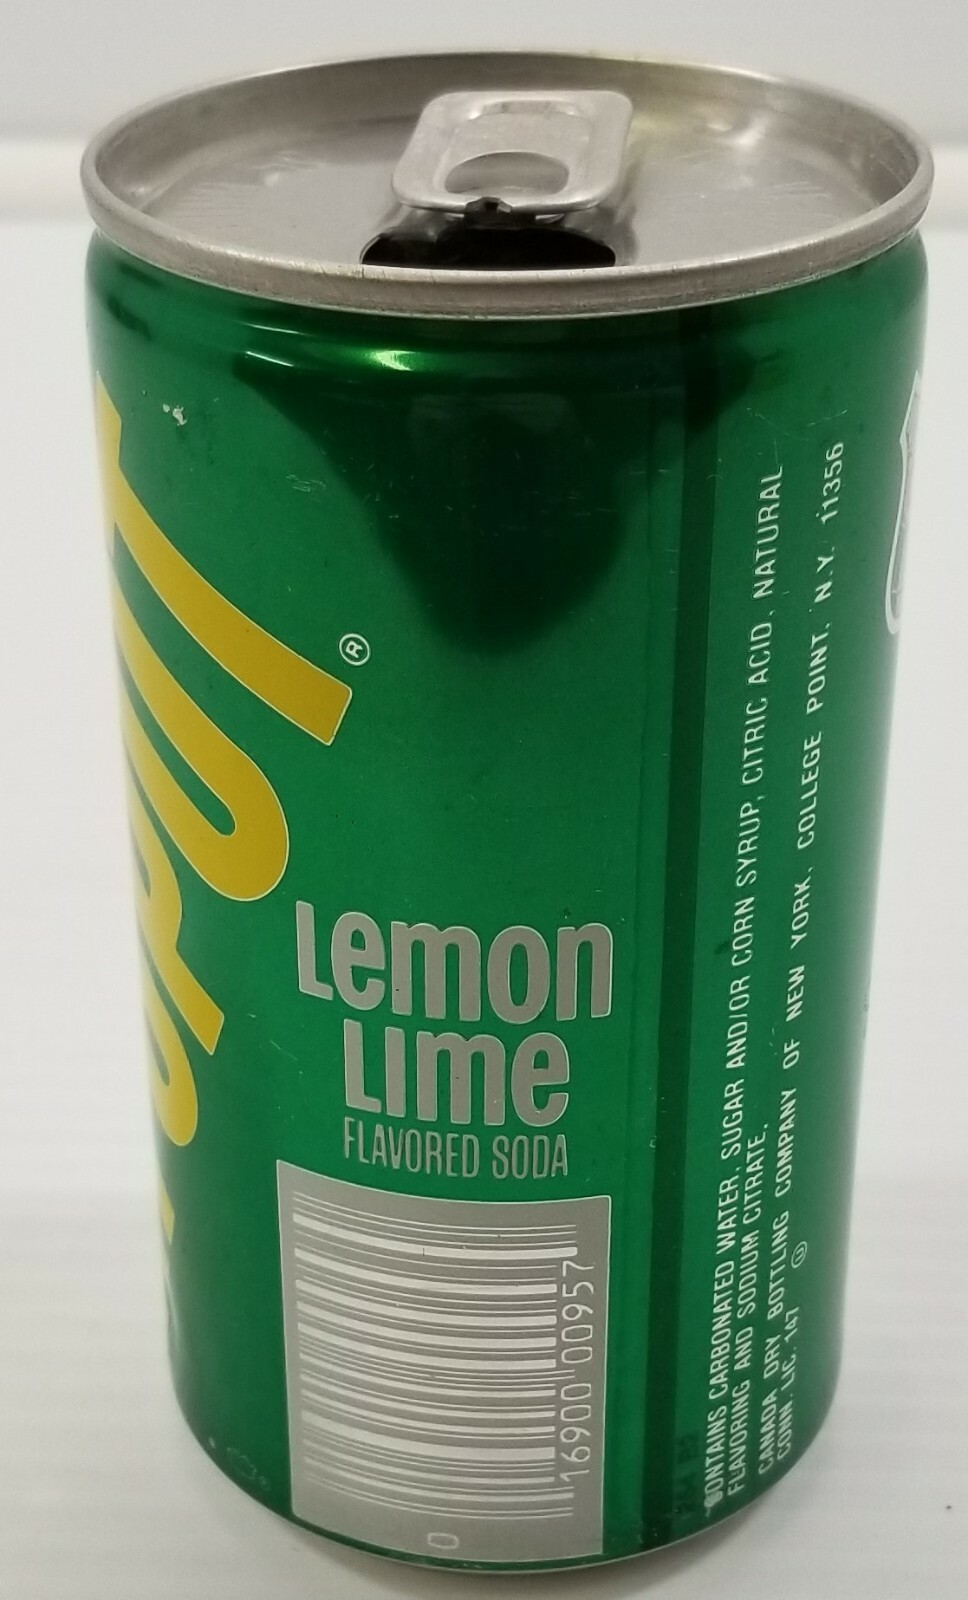 ®
Lemon
Lime
FLAVORED SODA
0
16900 00957
CONTAINS CARBONATED WATER, SUGAR AND/OR CORN SYRUP, CITRIC ACID, NATURAL
FLAVORING AND SODIUM CITRATE.
CANADA DRY BOTTLING COMPANY OF NEW YORK, COLLEGE POINT, N.Y. 11356
CONN. LIC. 147 Ⓤ